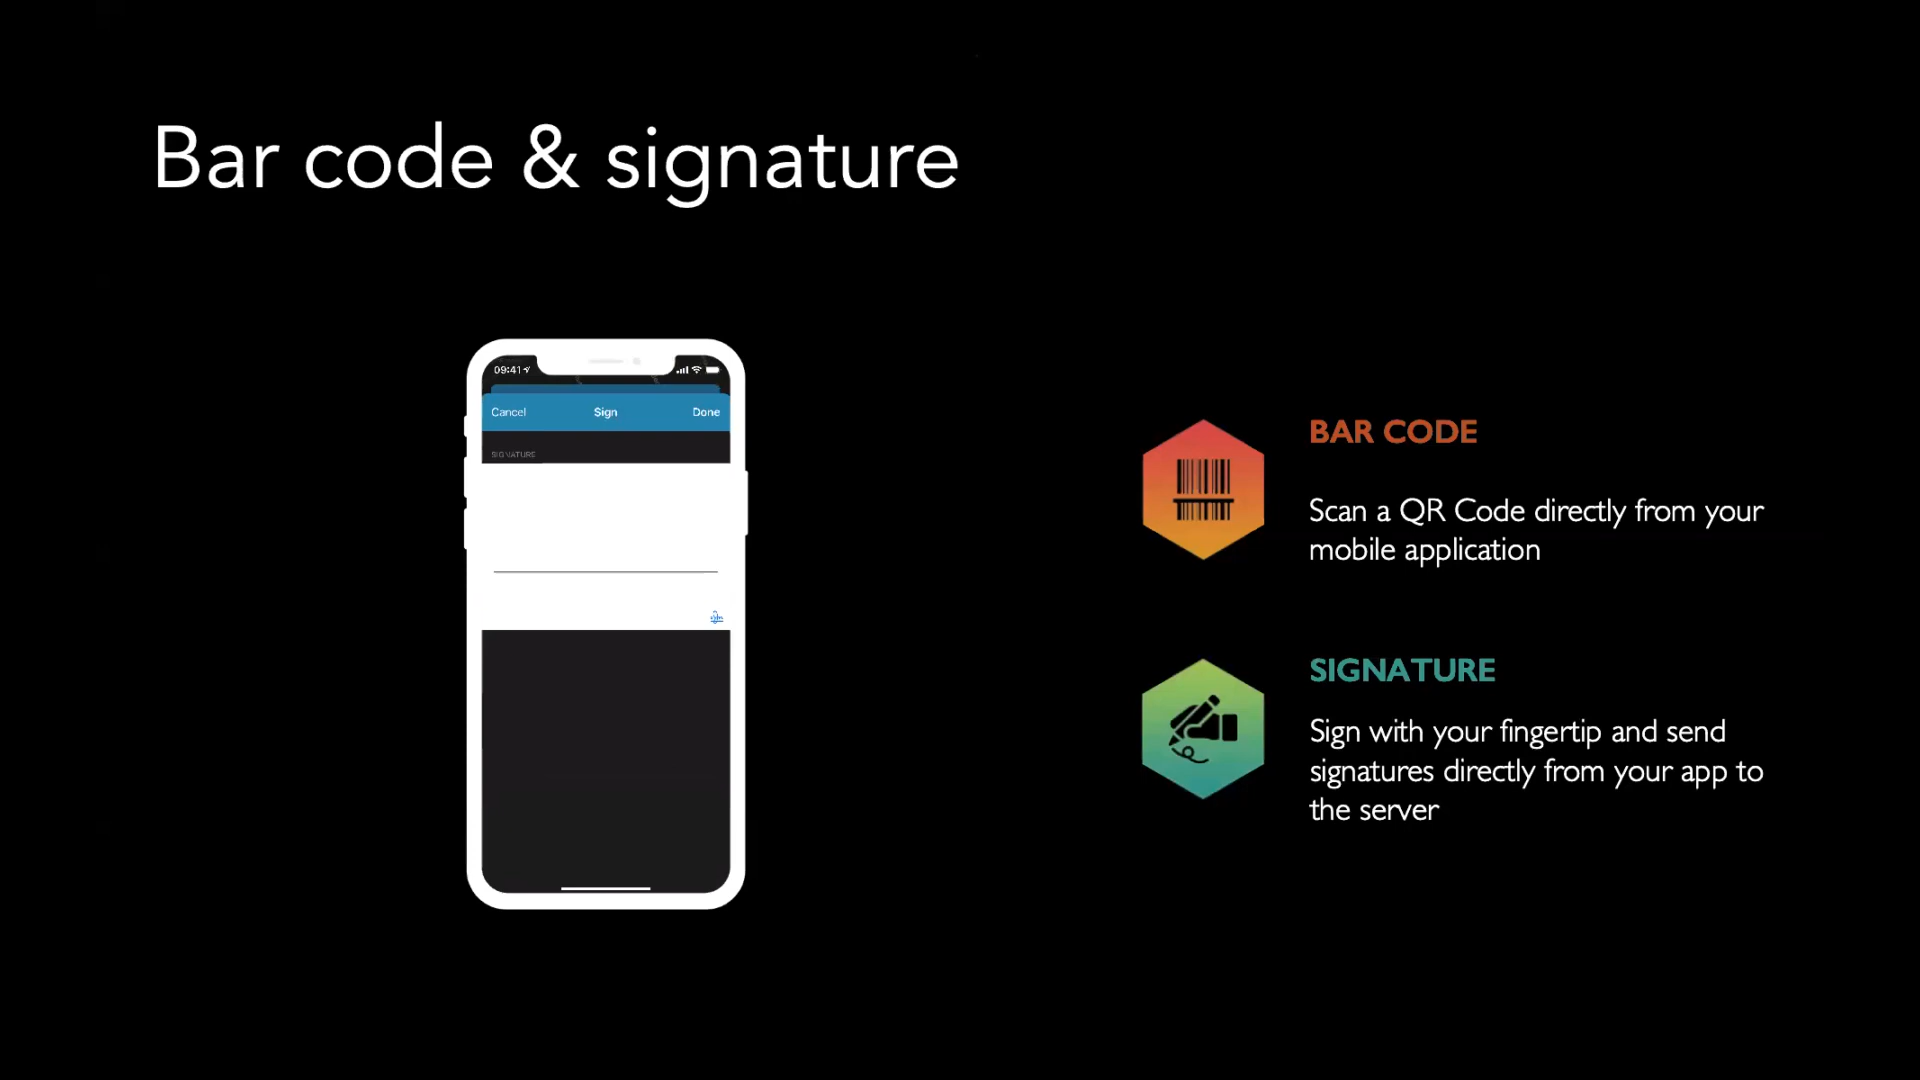 Bar code & signature
09:41
Cancel Sign Done
SIGNATURE
BAR CODE
Scan a QR Code directly from your
mobile application
SIGNATURE
Sign with your fingertip and send
signatures directly from your app to
the server